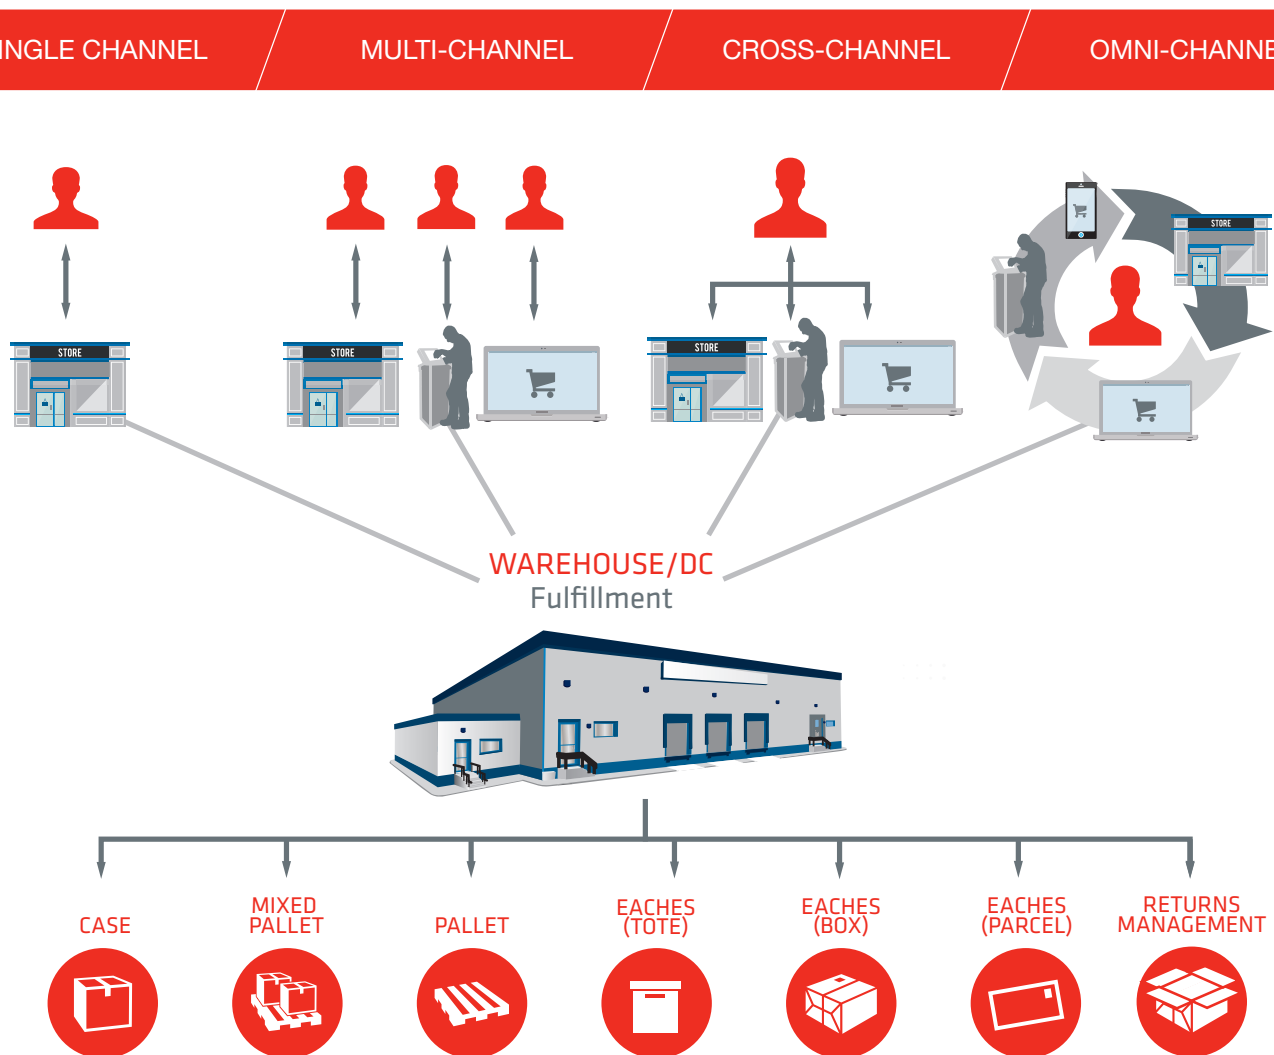 INGLE CHANNEL
MULTI-CHANNEL
CROSS-CHANNEL
OMNI-CHANNE
STORE
STORE
STORE
STORE
WAREHOUSE/DC
Fulfillment
CASE
MIXED
PALLET
PALLET
EACHES
(TOTE)
EACHES
(BOX)
EACHES
(PARCEL)
RETURNS
MANAGEMENT